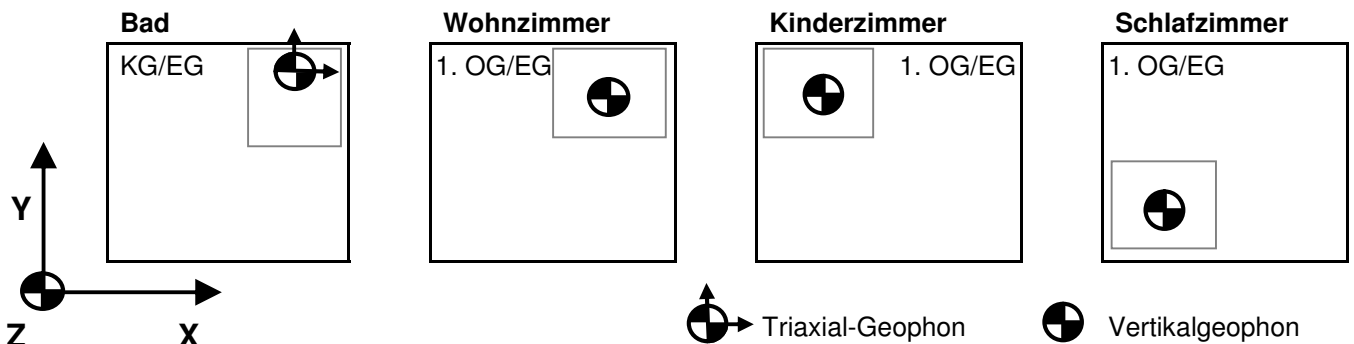 Bad Wohnzimmer Kinderzimmer Schlafzimmer
KG/EG 1. OG/EG 1. OG/EG 1. OG/EG
Y
Z X Triaxial-Geophon Vertikalgeophon